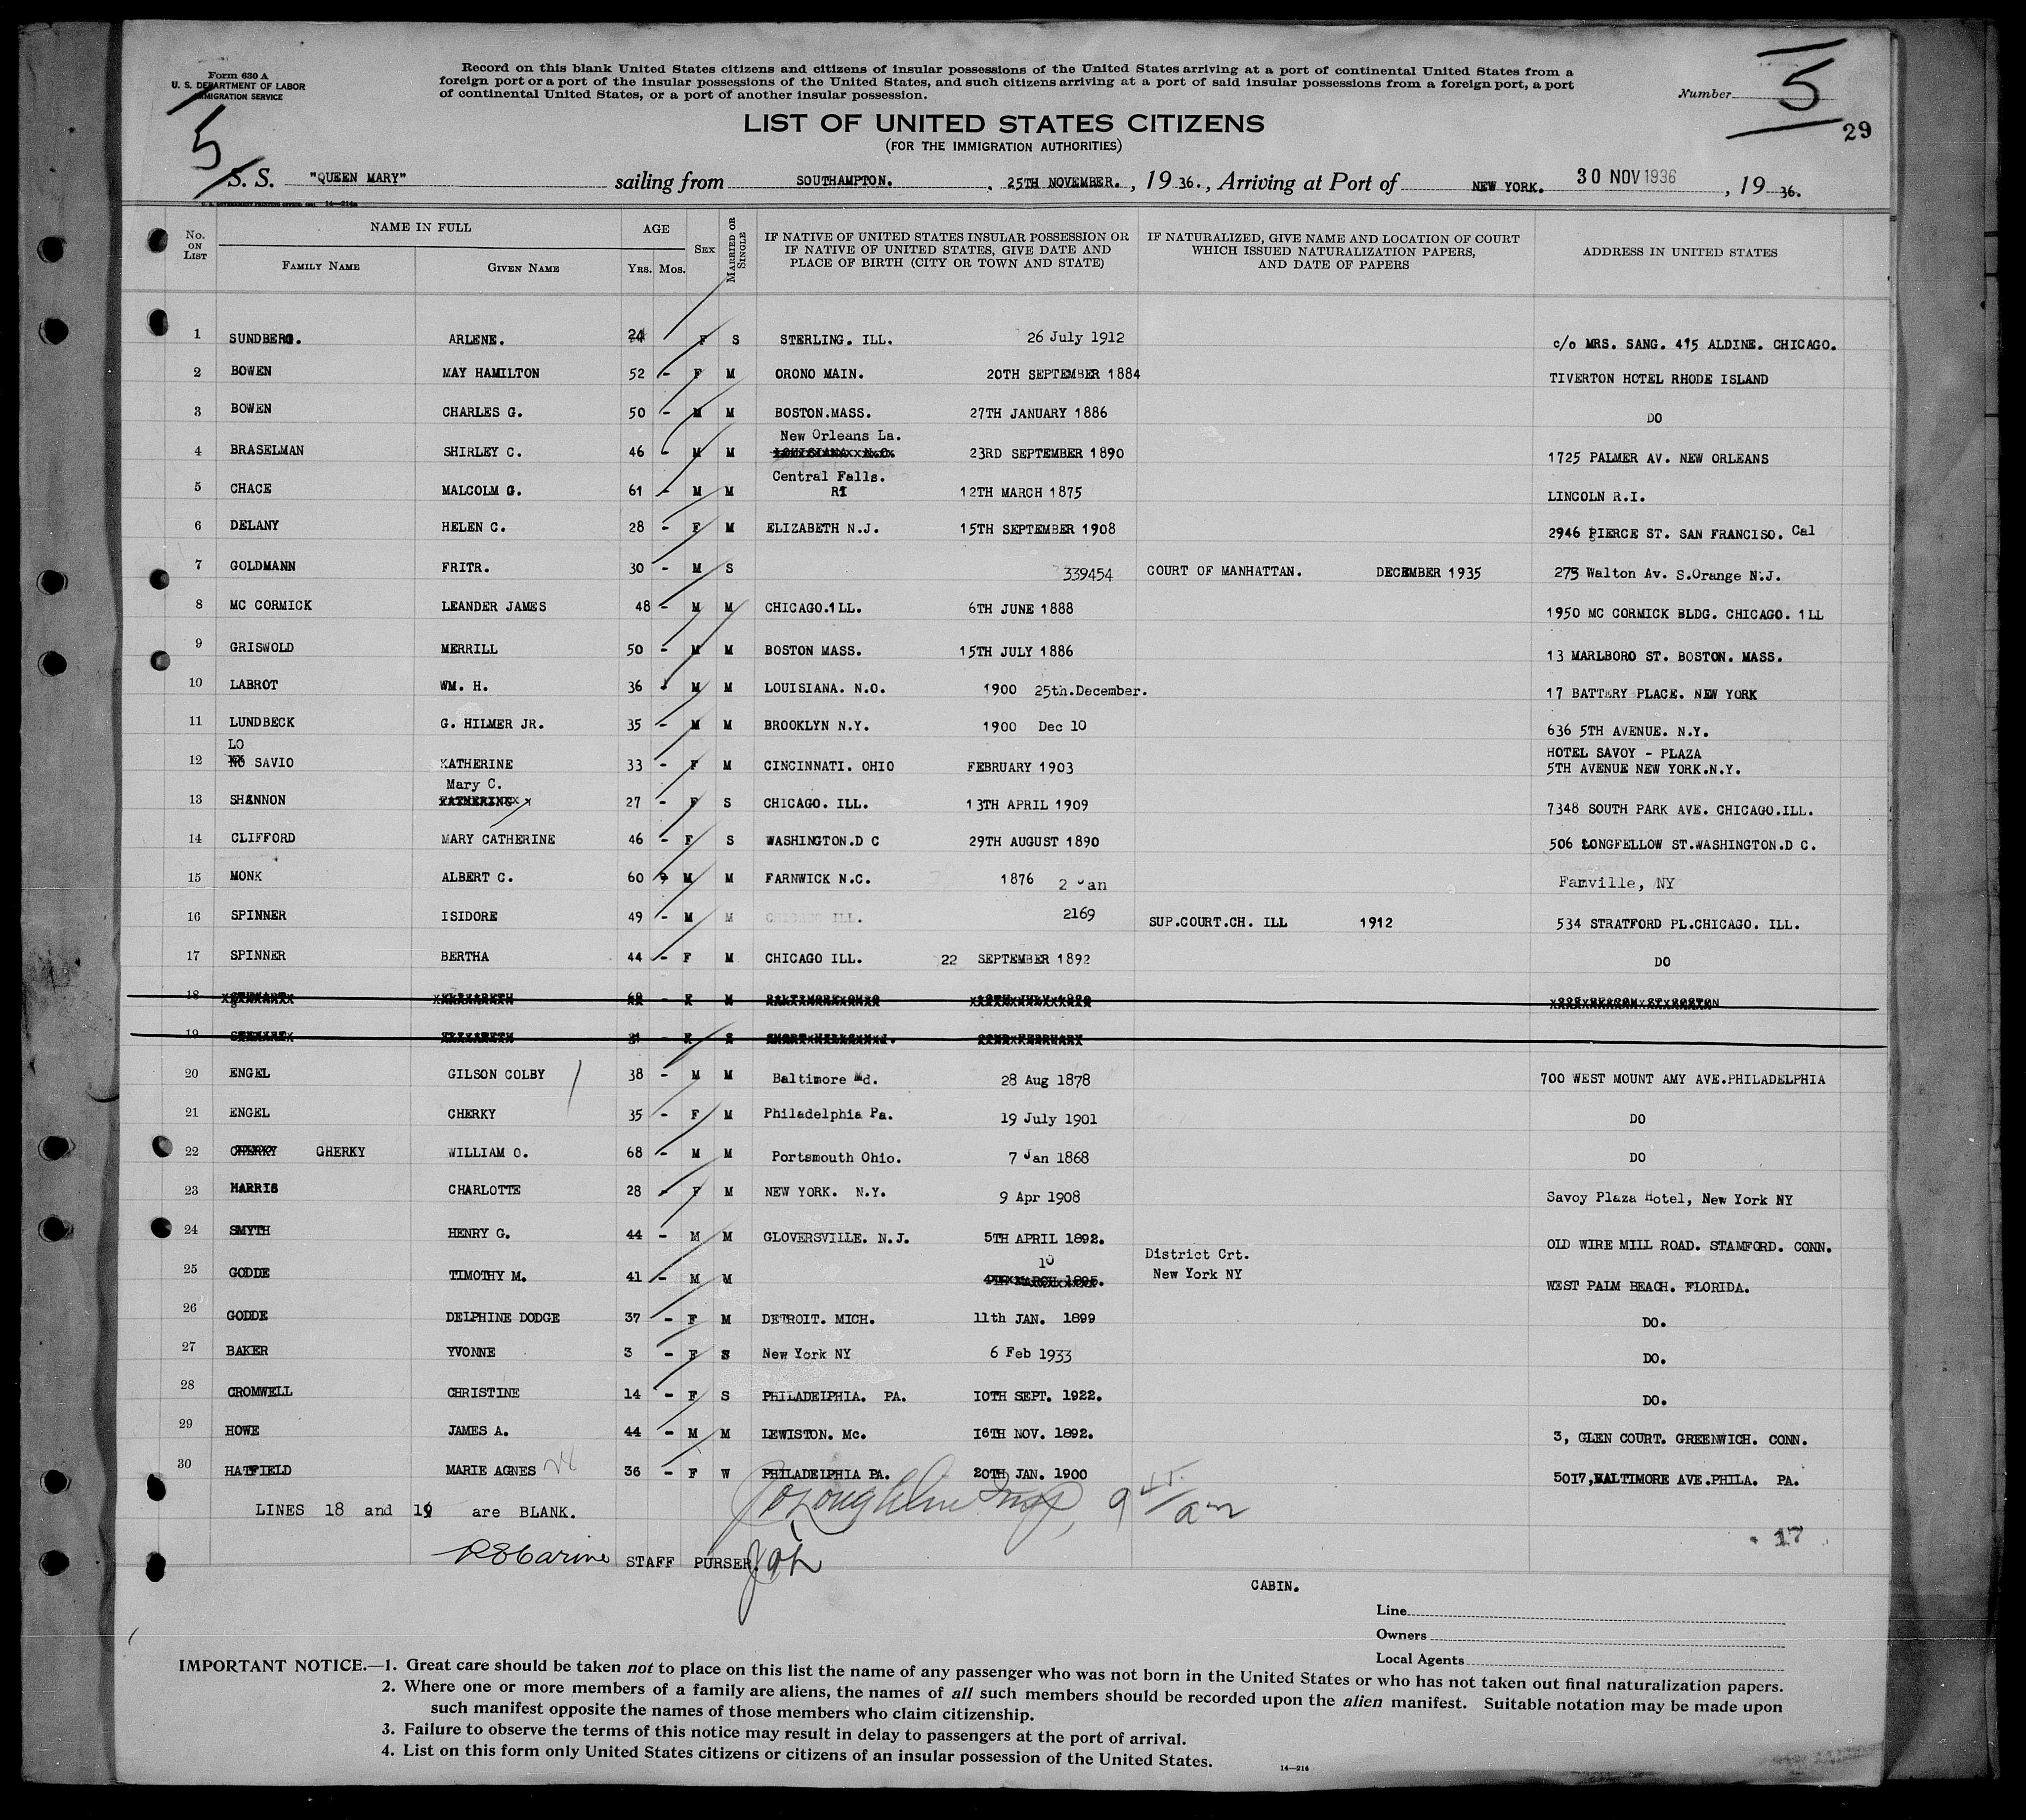 Form 630 A
U. S. DEPARTMENT OF LABOR
IMMIGRATION SERVICE
Record on this blank United States citizens and citizens of insular possessions of the United States arriving at a port of continental United States from a
foreign port or a port of the insular possessions of the United States, and such citizens arriving at a port of said insular possessions from a foreign port, a port
of continental United States, or a port of another insular possession.
Number 5
29
5
LIST OF UNITED STATES CITIZENS
(FOR THE IMMIGRATION AUTHORITIES)
S. S. "QUEEN MARY" sailing from SOUTHAMPTON. , 25TH NOVEMBER. , 19 36. , Arriving at Port of NEW YORK. 30 NOV 1936 , 19 36.
No. ON LIST NAME IN FULL FAMILY NAME GIVEN NAME AGE YRS. MOS. SEX MARRIED OR SINGLE
IF NATIVE OF UNITED STATES INSULAR POSSESSION OR
IF NATIVE OF UNITED STATES, GIVE DATE AND
PLACE OF BIRTH (CITY OR TOWN AND STATE)
IF NATURALIZED, GIVE NAME AND LOCATION OF COURT
WHICH ISSUED NATURALIZATION PAPERS,
AND DATE OF PAPERS
ADDRESS IN UNITED STATES
1 SUNDBERG. ARLENE. 24 F S STERLING. ILL. 26 July 1912 c/o MRS. SANG. 415 ALDINE. CHICAGO.
2 BOWEN MAY HAMILTON 52 - F M ORONO MAIN. 20TH SEPTEMBER 1884 TIVERTON HOTEL RHODE ISLAND
3 BOWEN CHARLES G. 50 - M M BOSTON.MASS. 27TH JANUARY 1886 DO
New Orleans La.
4 BRASELMAN SHIRLEY C. 46 - M M 23RD SEPTEMBER 1890 1725 PALMER AV. NEW ORLEANS
Central Falls.
5 CHACE MALCOLM G. 61 - M M RI 12TH MARCH 1875 LINCOLN R.I.
6 DELANY HELEN C. 28 - F M ELIZABETH N.J. 15TH SEPTEMBER 1908 2946 PIERCE ST. SAN FRANCISO. Cal
7 GOLDMANN FRITR. 30 - M S 339454 COURT OF MANHATTAN. DECEMBER 1935 275 Walton Av. S.Orange N.J.
8 MC CORMICK LEANDER JAMES 48 - M M CHICAGO.1LL. 6TH JUNE 1888 1950 MC CORMICK BLDG. CHICAGO. 1LL
9 GRISWOLD MERRILL 50 - M M BOSTON MASS. 15TH JULY 1886 13 MARLBORO ST. BOSTON. MASS.
10 LABROT WM. H. 36 M M LOUISIANA. N.O. 1900 25th.December. 17 BATTERY PLACE. NEW YORK
11 LUNDBECK G. HILMER JR. 35 - M M BROOKLYN N.Y. 1900 Dec 10 636 5TH AVENUE. N.Y.
LO HOTEL SAVOY - PLAZA
12 NO SAVIO KATHERINE 33 - F M CINCINNATI. OHIO FEBRUARY 1903 5TH AVENUE NEW YORK.N.Y.
Mary C.
13 SHANNON KATHERINE 27 - F S CHICAGO. ILL. 13TH APRIL 1909 7348 SOUTH PARK AVE. CHICAGO.ILL.
14 CLIFFORD MARY CATHERINE 46 - F S WASHINGTON.D C 29TH AUGUST 1890 506 LONGFELLOW ST.WASHINGTON.D C.
15 MONK ALBERT C. 60 9 M M FARNWICK N.C. 1876 2 Jan Famville, NY
16 SPINNER ISIDORE 49 - M M CHICAGO ILL. 2169 SUP.COURT.CH. ILL 1912 534 STRATFORD PL.CHICAGO. ILL.
17 SPINNER BERTHA 44 - F M CHICAGO ILL. 22 SEPTEMBER 1892 DO
18
19
20 ENGEL GILSON COLBY 38 - M M Baltimore Md. 28 Aug 1878 700 WEST MOUNT AMY AVE.PHILADELPHIA
21 ENGEL CHERKY 35 - F M Philadelphia Pa. 19 July 1901 DO
22 CHERKY GHERKY WILLIAM O. 68 - M M Portsmouth Ohio. 7 Jan 1868 DO
23 HARRIS CHARLOTTE 28 - F M NEW YORK. N.Y. 9 Apr 1908 Savoy Plaza Hotel, New York NY
24 SMYTH HENRY G. 44 - M M GLOVERSVILLE. N.J. 5TH APRIL 1892. OLD WIRE MILL ROAD. STAMFORD. CONN.
10 District Crt.
25 GODDE TIMOTHY M. 41 - M M 4TH MARCH 1895. New York NY WEST PALM BEACH. FLORIDA.
26 GODDE DELPHINE DODGE 37 - F M DETROIT. MICH. 11th JAN. 1899 DO.
27 BAKER YVONNE 3 - F S New York NY 6 Feb 1933 DO.
28 CROMWELL CHRISTINE 14 - F S PHILADEIPHIA. PA. IOTH SEPT. 1922. DO.
29 HOWE JAMES A. 44 - M M LEWISTON. Mc. I6TH NOV. 1892. 3, GLEN COURT. GREENWICH. CONN.
30 HATFIELD MARIE AGNES 36 - F W PHILADEIPHIA PA. 20TH JAN. 1900 50I7,BALTIMORE AVE.PHILA. PA.
LINES 18 and 19 are BLANK.
9 45/am
17
STAFF PURSER.
CABIN.
Line
Owners
Local Agents
IMPORTANT NOTICE.—1. Great care should be taken not to place on this list the name of any passenger who was not born in the United States or who has not taken out final naturalization papers.
2. Where one or more members of a family are aliens, the names of all such members should be recorded upon the alien manifest. Suitable notation may be made upon
such manifest opposite the names of those members who claim citizenship.
3. Failure to observe the terms of this notice may result in delay to passengers at the port of arrival.
4. List on this form only United States citizens or citizens of an insular possession of the United States.
14—214